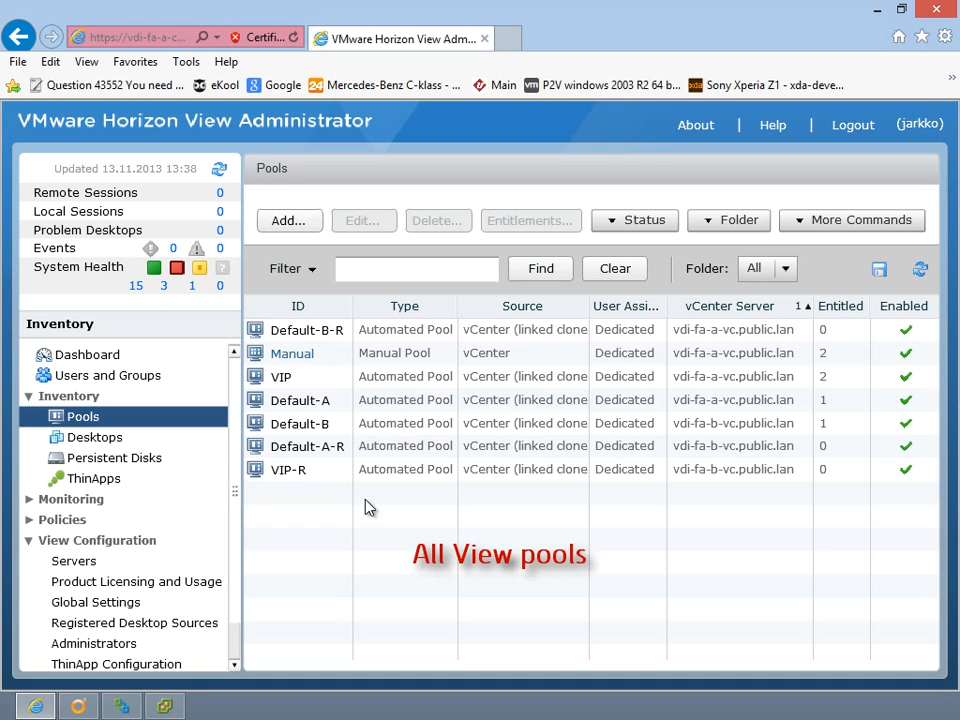 https://vdi-fa-a-c...
Certifi...
VMware Horizon View Adm...
File Edit View Favorites Tools Help
Question 43552 You need ... eKool Google Mercedes-Benz C-klass - ... Main P2V windows 2003 R2 64 b... Sony Xperia Z1 - xda-deve... »
VMware Horizon View Administrator
About | Help | Logout (jarkko)
Updated 13.11.2013 13:38
Remote Sessions 0
Local Sessions 0
Problem Desktops 0
Events 0 0
System Health
15 3 1 0
Inventory
Dashboard
Users and Groups
Inventory
Pools
Desktops
Persistent Disks
ThinApps
Monitoring
Policies
View Configuration
Servers
Product Licensing and Usage
Global Settings
Registered Desktop Sources
Administrators
ThinApp Configuration
Pools
Add... Edit... Delete... Entitlements... Status Folder More Commands
Filter Find Clear Folder: All
ID Type Source User Assi... vCenter Server 1 Entitled Enabled
Default-B-R Automated Pool vCenter (linked clone Dedicated vdi-fa-a-vc.public.lan 0
Manual Manual Pool vCenter Dedicated vdi-fa-a-vc.public.lan 2
VIP Automated Pool vCenter (linked clone Dedicated vdi-fa-a-vc.public.lan 2
Default-A Automated Pool vCenter (linked clone Dedicated vdi-fa-a-vc.public.lan 1
Default-B Automated Pool vCenter (linked clone Dedicated vdi-fa-b-vc.public.lan 1
Default-A-R Automated Pool vCenter (linked clone Dedicated vdi-fa-b-vc.public.lan 0
VIP-R Automated Pool vCenter (linked clone Dedicated vdi-fa-b-vc.public.lan 0
All View pools